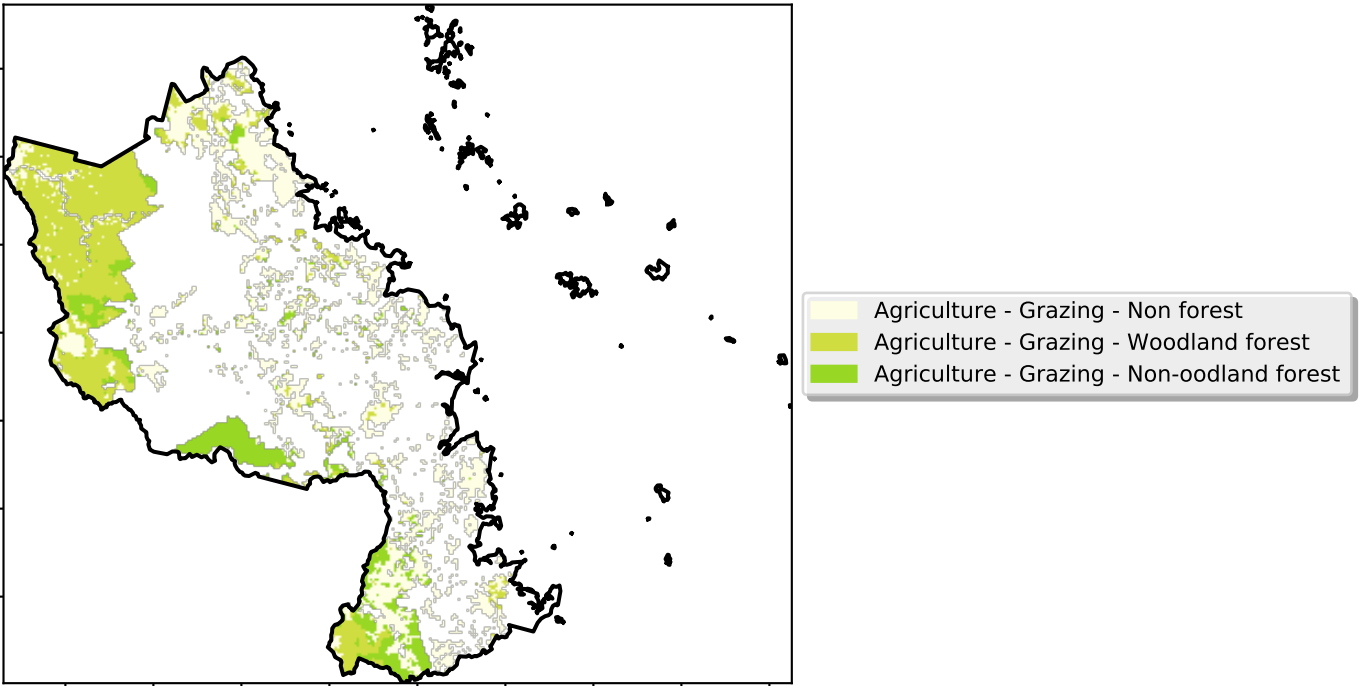 Agriculture - Grazing - Non forest
Agriculture - Grazing - Woodland forest
Agriculture - Grazing - Non-oodland forest